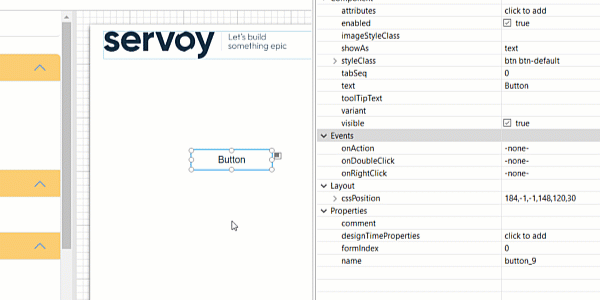 servoy
Let's build
something epic
Button
attributes click to add
enabled true
imageStyleClass
showAs text
styleClass btn btn-default
tabSeq 0
text Button
toolTipText
variant
visible true
Events
onAction -none-
onDoubleClick -none-
onRightClick -none-
Layout
cssPosition 184,-1,-1,148,120,30
Properties
comment
designTimeProperties click to add
formIndex 0
name button_9